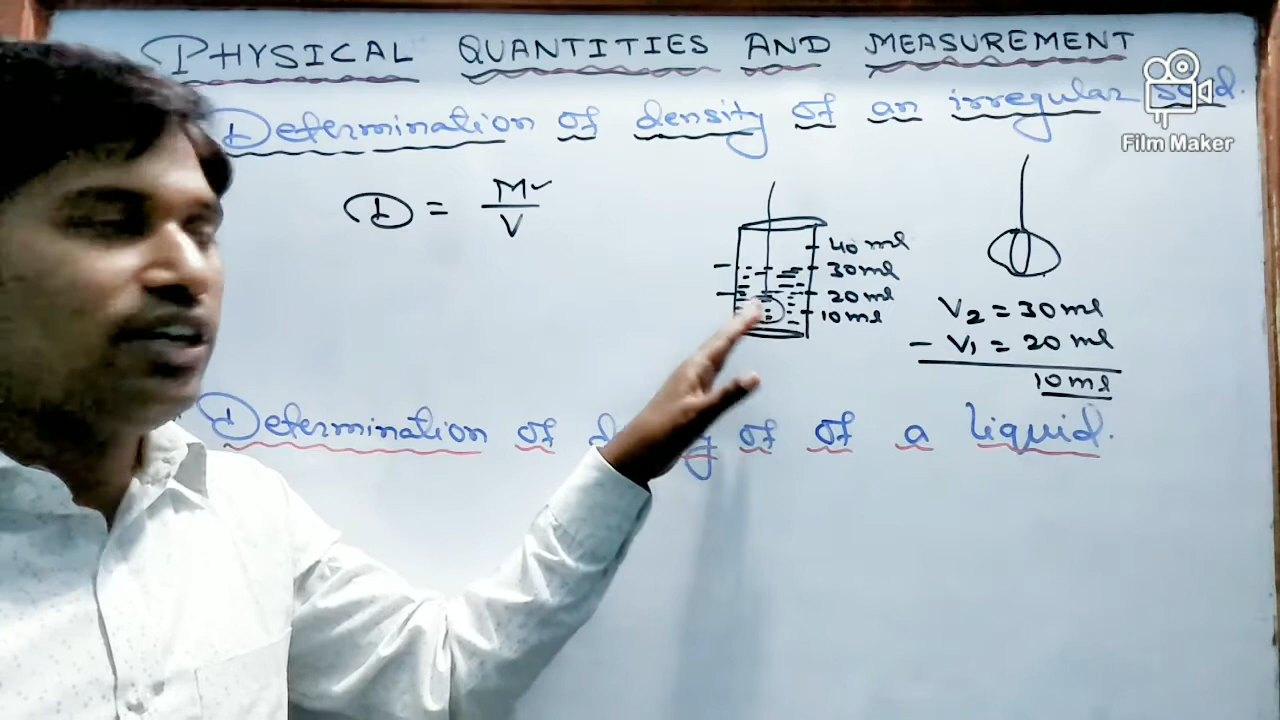 PHYSICAL QUANTITIES AND MEASUREMENT
Determination of density of an irregular
Film Maker
D = M/V
40 ml
30 ml
20 ml
10 ml
V₂ = 30 ml
- V₁ = 20 ml
10 ml
Determination of of of a liquid.